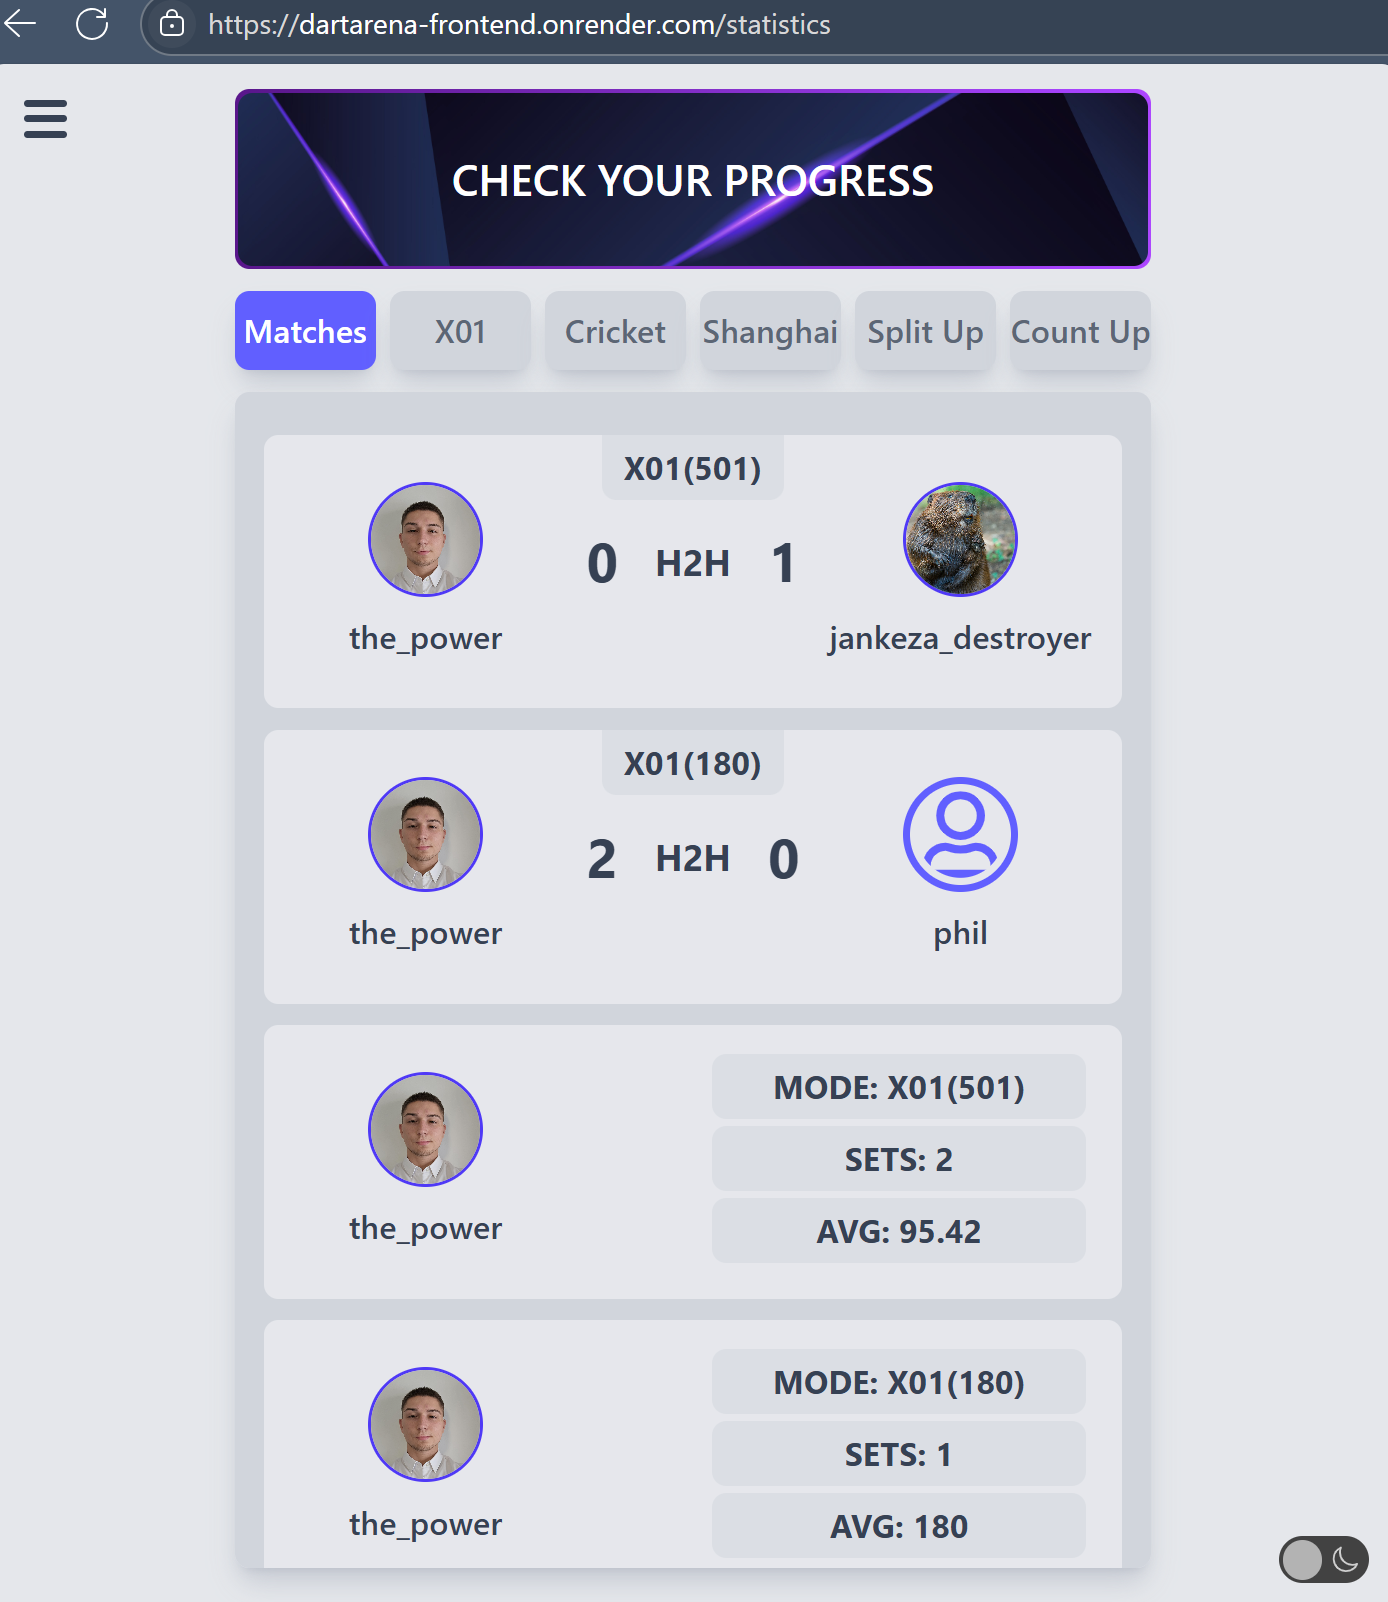 https://dartarena-frontend.onrender.com/statistics
CHECK YOUR PROGRESS
Matches X01 Cricket Shanghai Split Up Count Up
X01(501)
0 H2H 1
the_power jankeza_destroyer
X01(180)
2 H2H 0
the_power phil
MODE: X01(501)
SETS: 2
AVG: 95.42
the_power
MODE: X01(180)
SETS: 1
AVG: 180
the_power